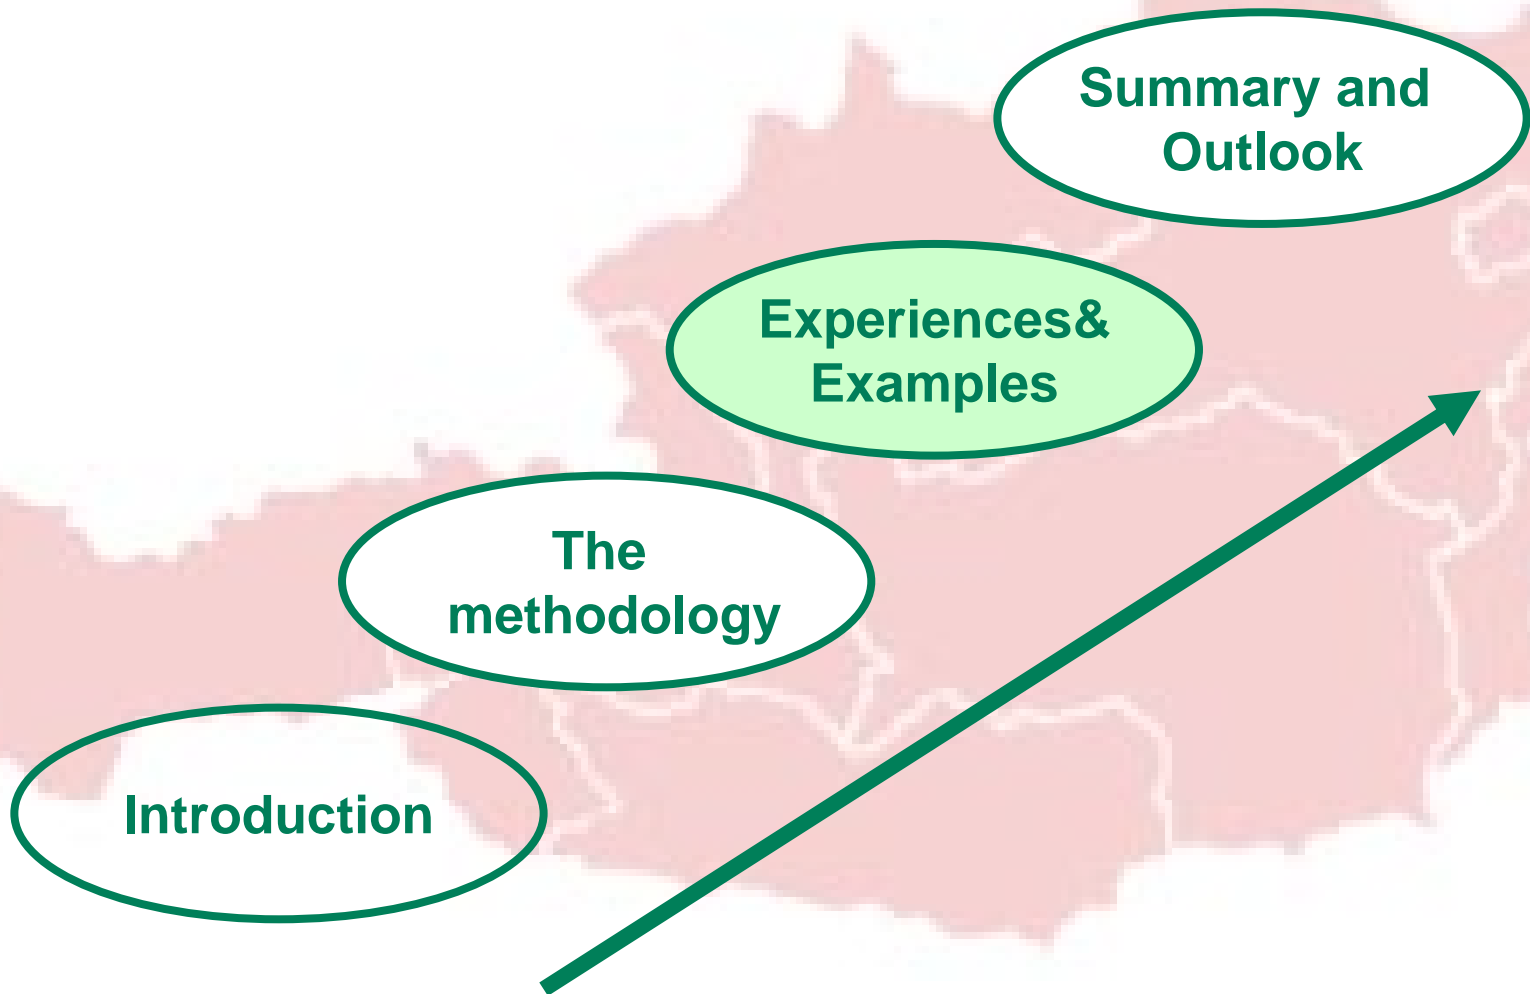 Summary and
Outlook
Experiences&
Examples
The
methodology
Introduction